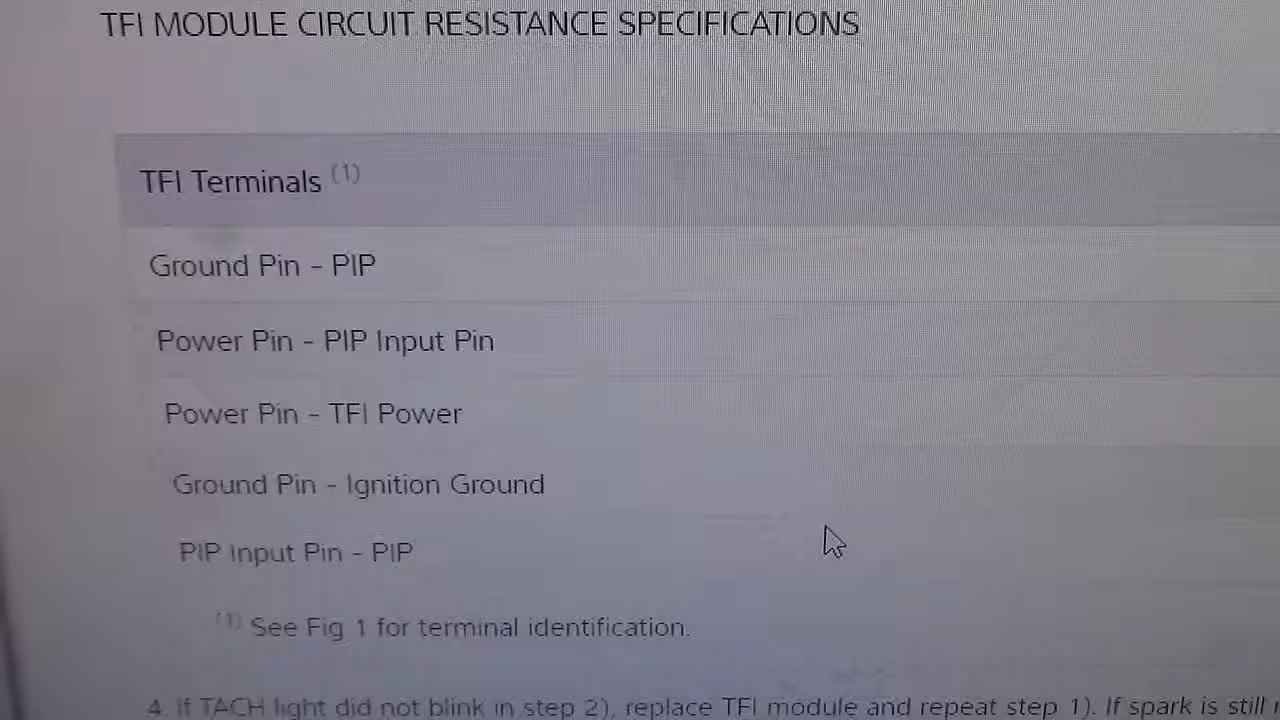 TFI MODULE CIRCUIT RESISTANCE SPECIFICATIONS
TFI Terminals (1)
Ground Pin - PIP
Power Pin - PIP Input Pin
Power Pin - TFI Power
Ground Pin - Ignition Ground
PIP Input Pin - PIP
(1) See Fig 1 for terminal identification.
4. If TACH light did not blink in step 2), replace TFI module and repeat step 1). If spark is still